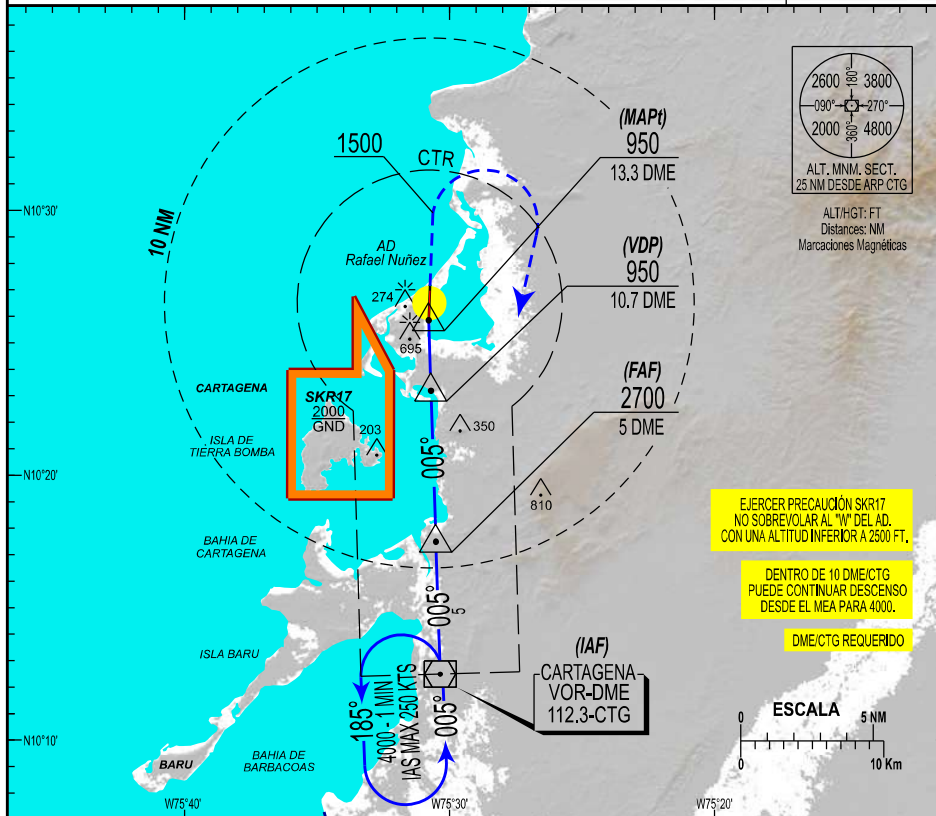 2600
180°
3800
090°
270°
2000
360°
4800
ALT. MNM. SECT.
25 NM DESDE ARP CTG
ALT/HGT: FT
Distances: NM
Marcaciones Magnéticas
(MAPt)
950
13.3 DME
1500
CTR
10 NM
N10°30'
AD
Rafael Nuñez
(VDP)
950
10.7 DME
274
695
(FAF)
2700
5 DME
CARTAGENA
SKR17
2000
GND
203
350
ISLA DE
TIERRA BOMBA
005°
N10°20'
810
EJERCER PRECAUCIÓN SKR17
NO SOBREVOLAR AL "W" DEL AD.
CON UNA ALTITUD INFERIOR A 2500 FT.
BAHIA DE
CARTAGENA
DENTRO DE 10 DME/CTG
PUEDE CONTINUAR DESCENSO
DESDE EL MEA PARA 4000.
005°
5
DME/CTG REQUERIDO
ISLA BARU
(IAF)
CARTAGENA
VOR-DME
112.3-CTG
185°
4000 - 1 MIN
IAS MAX 250 KTS
005°
ESCALA
0
5 NM
0
10 Km
N10°10'
BARU
BAHIA DE
BARBACOAS
W75°40'
W75°30'
W75°20'